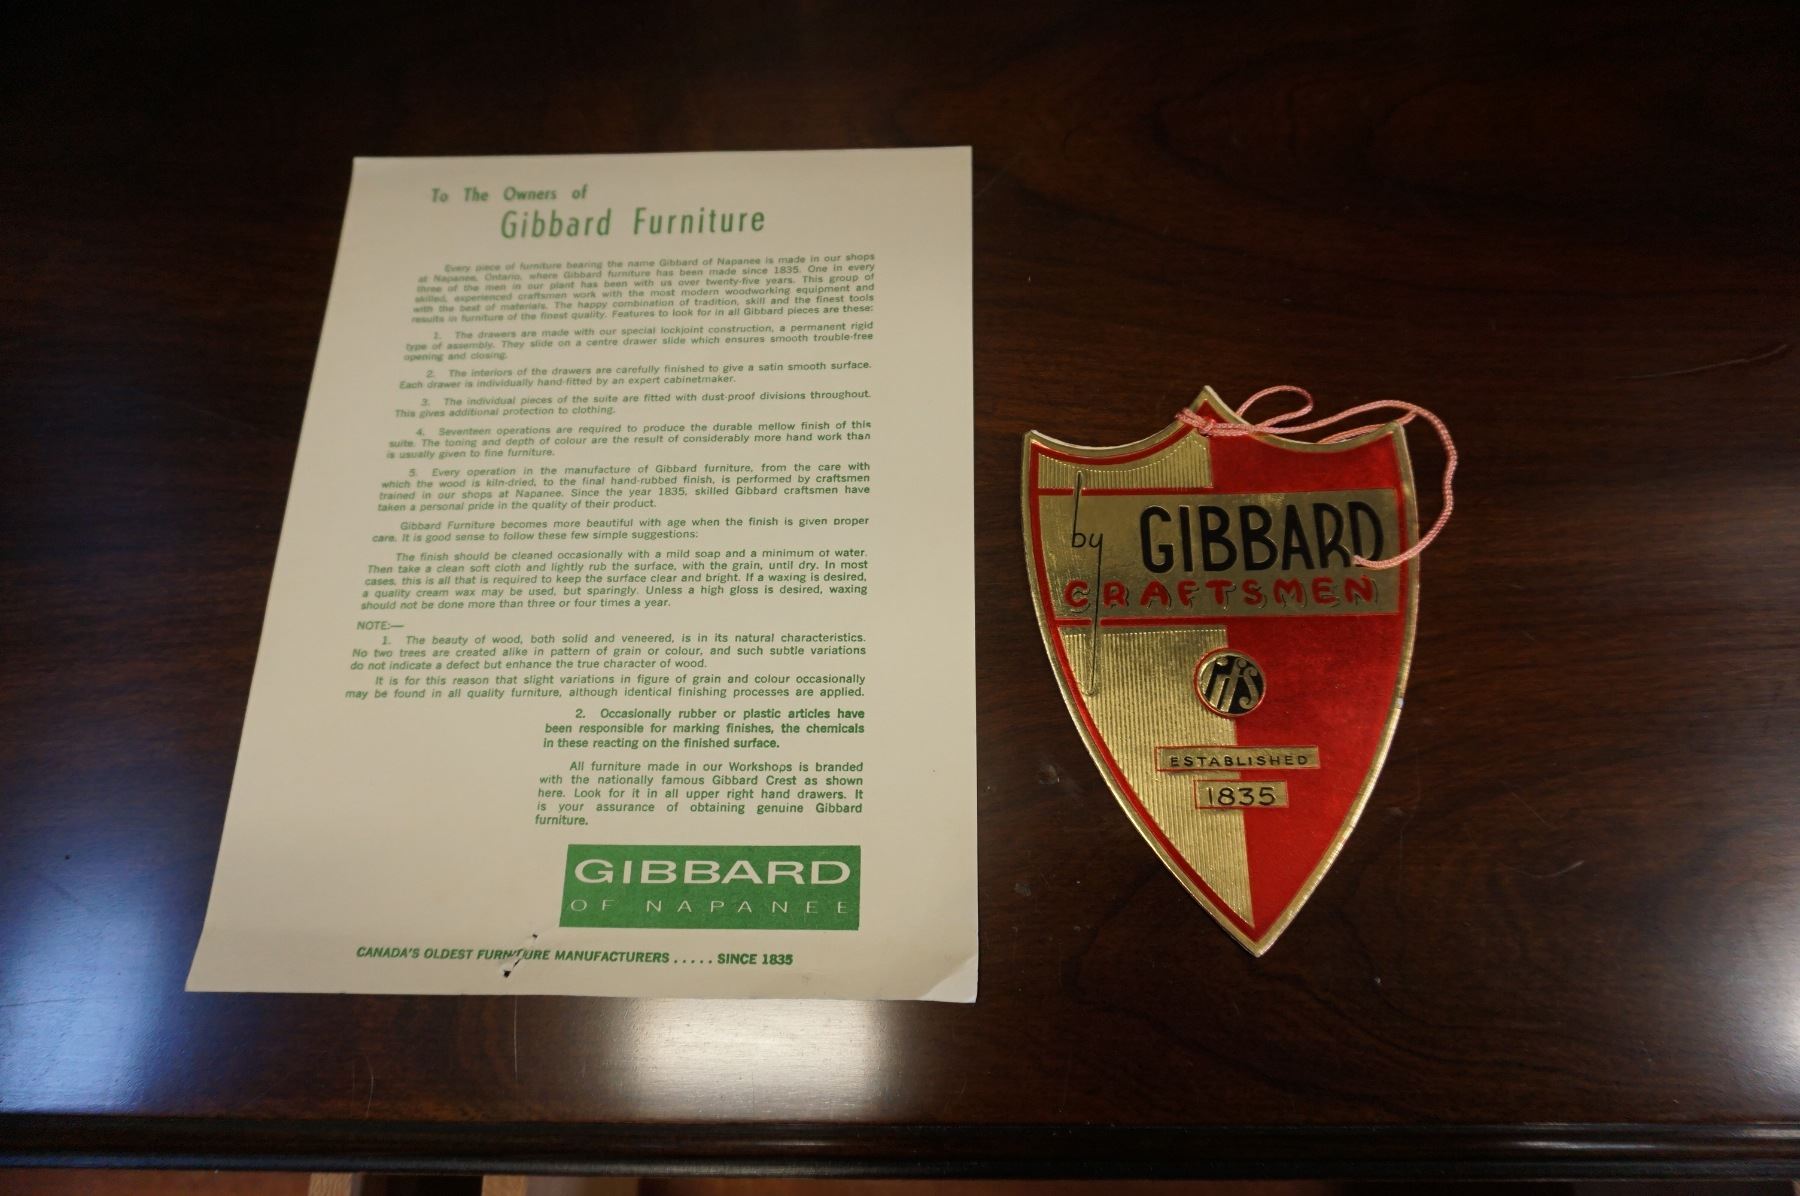 To The Owners of
Gibbard Furniture
Every piece of furniture bearing the name Gibbard of Napanee is made in our shops
at Napanee, Ontario, where Gibbard furniture has been made since 1835. One in every
three of the men in our plant has been with us over twenty-five years. This group of
skilled, experienced craftsmen work with the most modern woodworking equipment and
with the best of materials. The happy combination of tradition, skill and the finest tools
results in furniture of the finest quality. Features to look for in all Gibbard pieces are these:
1. The drawers are made with our special lockjoint construction, a permanent rigid
type of assembly. They slide on a centre drawer slide which ensures smooth trouble-free
opening and closing.
2. The interiors of the drawers are carefully finished to give a satin smooth surface.
Each drawer is individually hand-fitted by an expert cabinetmaker.
3. The individual pieces of the suite are fitted with dust-proof divisions throughout.
This gives additional protection to clothing.
4. Seventeen operations are required to produce the durable mellow finish of this
suite. The toning and depth of colour are the result of considerably more hand work than
is usually given to fine furniture.
5. Every operation in the manufacture of Gibbard furniture, from the care with
which the wood is kiln-dried, to the final hand-rubbed finish, is performed by craftsmen
trained in our shops at Napanee. Since the year 1835, skilled Gibbard craftsmen have
taken a personal pride in the quality of their product.
Gibbard Furniture becomes more beautiful with age when the finish is given proper
care. It is good sense to follow these few simple suggestions:
The finish should be cleaned occasionally with a mild soap and a minimum of water.
Then take a clean soft cloth and lightly rub the surface, with the grain, until dry. In most
cases, this is all that is required to keep the surface clear and bright. If a waxing is desired,
a quality cream wax may be used, but sparingly. Unless a high gloss is desired, waxing
should not be done more than three or four times a year.
NOTE:—
1. The beauty of wood, both solid and veneered, is in its natural characteristics.
No two trees are created alike in pattern of grain or colour, and such subtle variations
do not indicate a defect but enhance the true character of wood.
It is for this reason that slight variations in figure of grain and colour occasionally
may be found in all quality furniture, although identical finishing processes are applied.
2. Occasionally rubber or plastic articles have
been responsible for marking finishes, the chemicals
in these reacting on the finished surface.
All furniture made in our Workshops is branded
with the nationally famous Gibbard Crest as shown
here. Look for it in all upper right hand drawers. It
is your assurance of obtaining genuine Gibbard
furniture.
GIBBARD
OF NAPANEE
CANADA'S OLDEST FURNITURE MANUFACTURERS . . . . . SINCE 1835
by GIBBARD
CRAFTSMEN
ESTABLISHED
1835